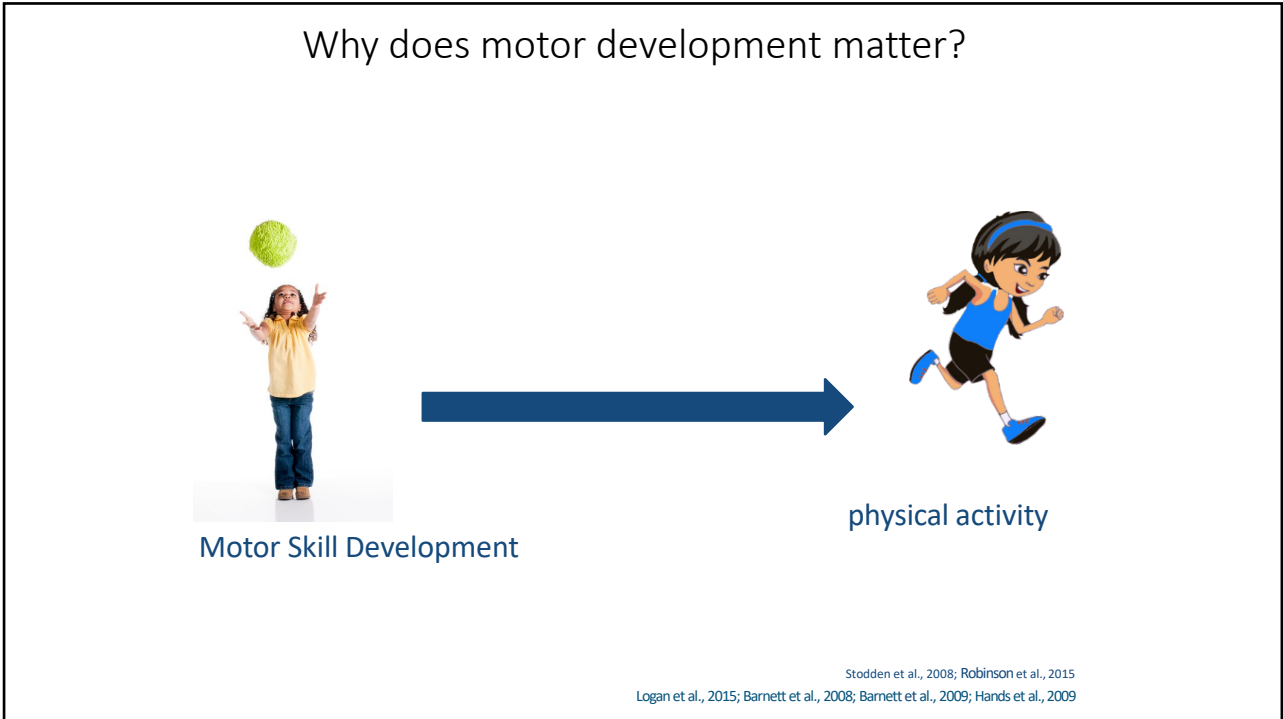 Why does motor development matter?
physical activity
Motor Skill Development
Stodden et al., 2008; Robinson et al., 2015
Logan et al., 2015; Barnett et al., 2008; Barnett et al., 2009; Hands et al., 2009